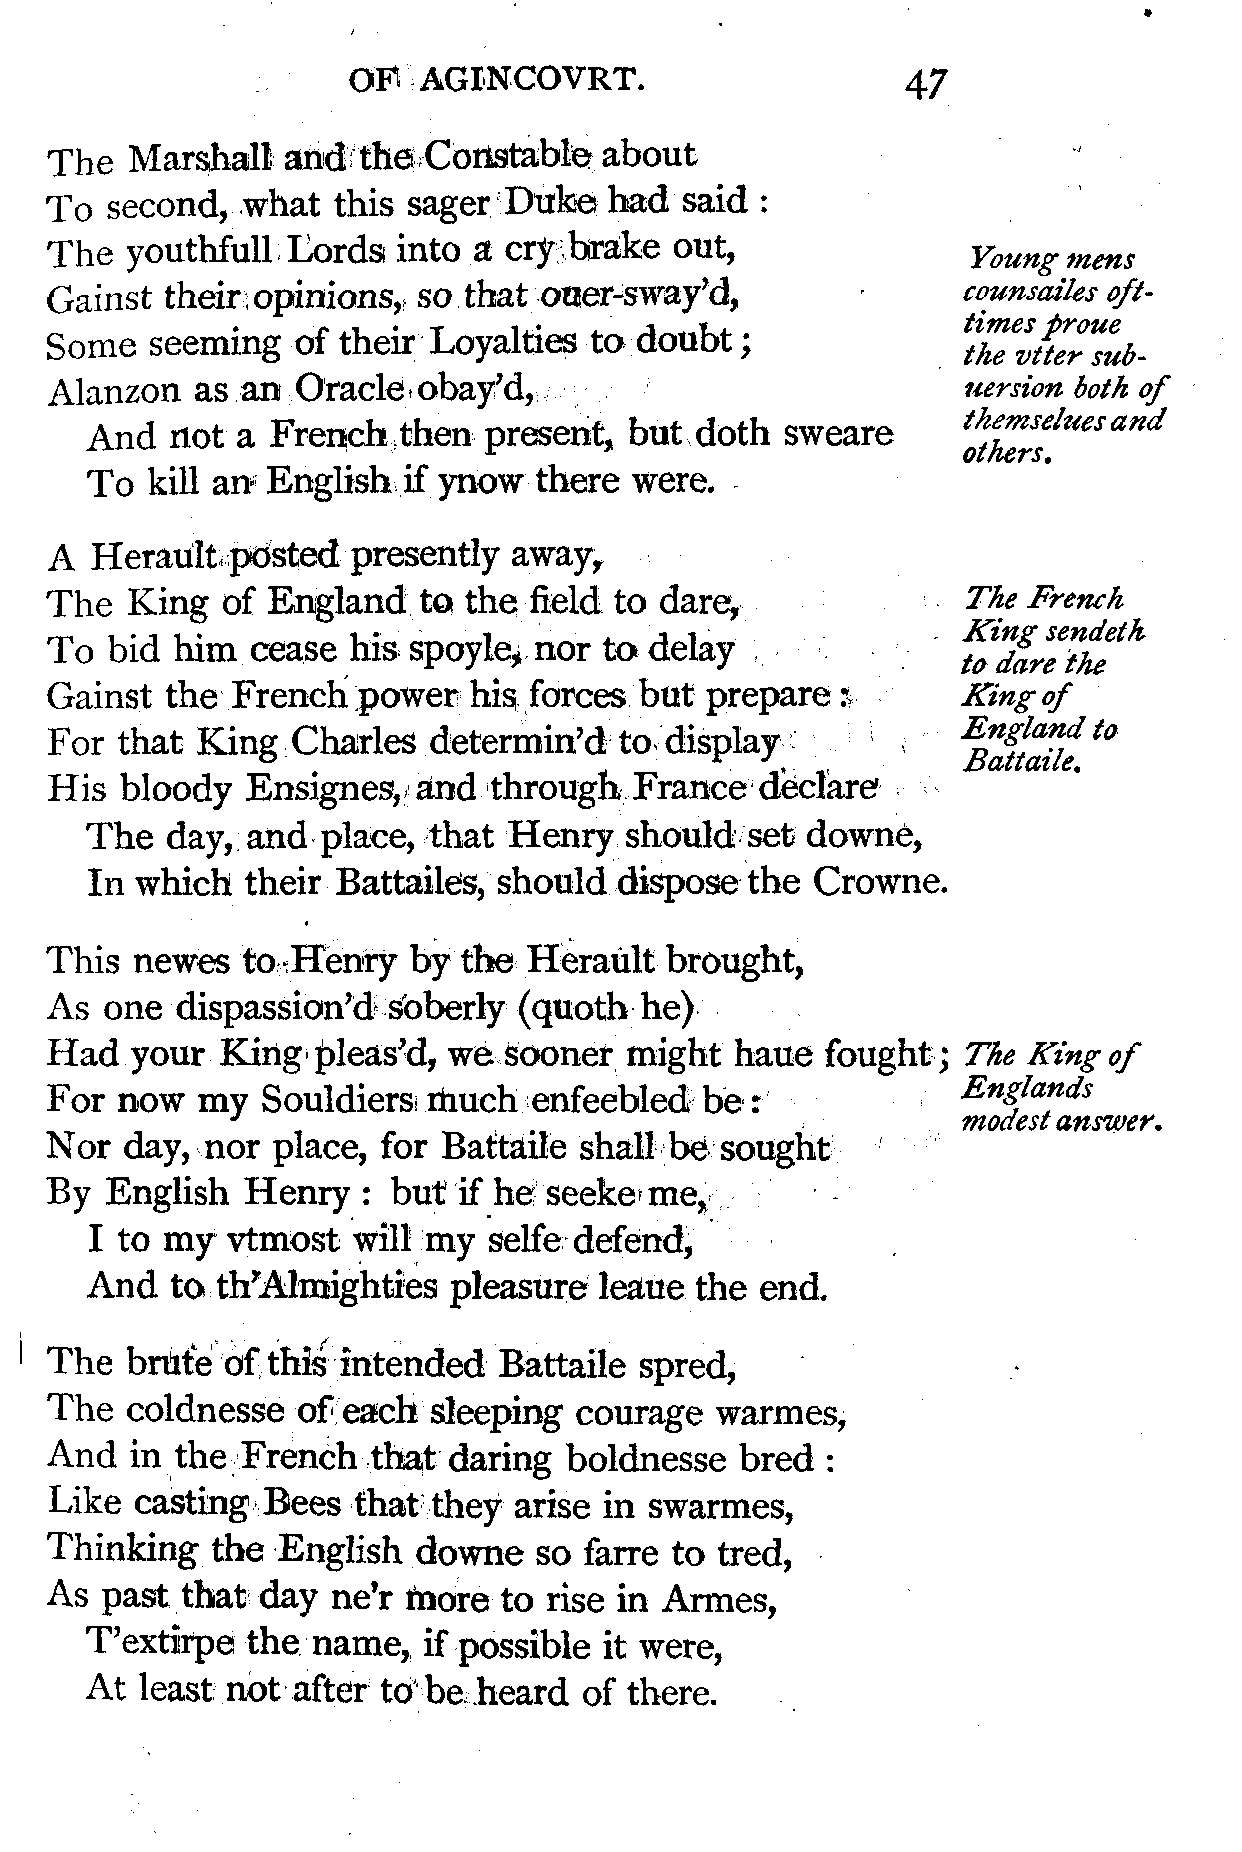 OF AGINCOVRT. 47
The Marshall and the Constable about
To second, what this sager Duke had said :
The youthfull Lords into a cry brake out,
Gainst their opinions, so that ouer-sway'd,
Some seeming of their Loyalties to doubt ;
Alanzon as an Oracle obay'd,
And not a French then present, but doth sweare
To kill an English if ynow there were.
Young mens
counsailes oft-
times proue
the vtter sub-
uersion both of
themselues and
others.
A Herault posted presently away,
The King of England to the field to dare,
To bid him cease his spoyle, nor to delay
Gainst the French power his forces but prepare :
For that King Charles determin'd to display
His bloody Ensignes, and through France declare
The day, and place, that Henry should set downe,
In which their Battailes, should dispose the Crowne.
The French
King sendeth
to dare the
King of
England to
Battaile.
This newes to Henry by the Herault brought,
As one dispassion'd soberly (quoth he)
Had your King pleas'd, we sooner might haue fought ;
For now my Souldiers much enfeebled be :
Nor day, nor place, for Battaile shall be sought
By English Henry : but if he seeke me,
I to my vtmost will my selfe defend,
And to th'Almighties pleasure leaue the end.
The King of
Englands
modest answer.
The brute of this intended Battaile spred,
The coldnesse of each sleeping courage warmes,
And in the French that daring boldnesse bred :
Like casting Bees that they arise in swarmes,
Thinking the English downe so farre to tred,
As past that day ne'r more to rise in Armes,
T'extirpe the name, if possible it were,
At least not after to be heard of there.